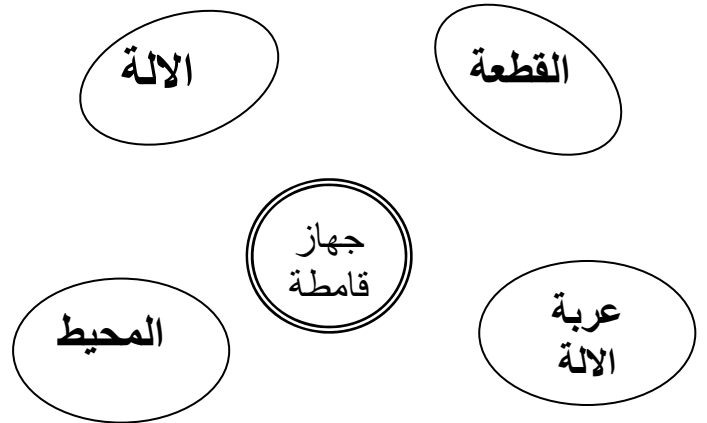 القطعة
الالة
جهاز
قامطة
عربة
الالة
المحيط